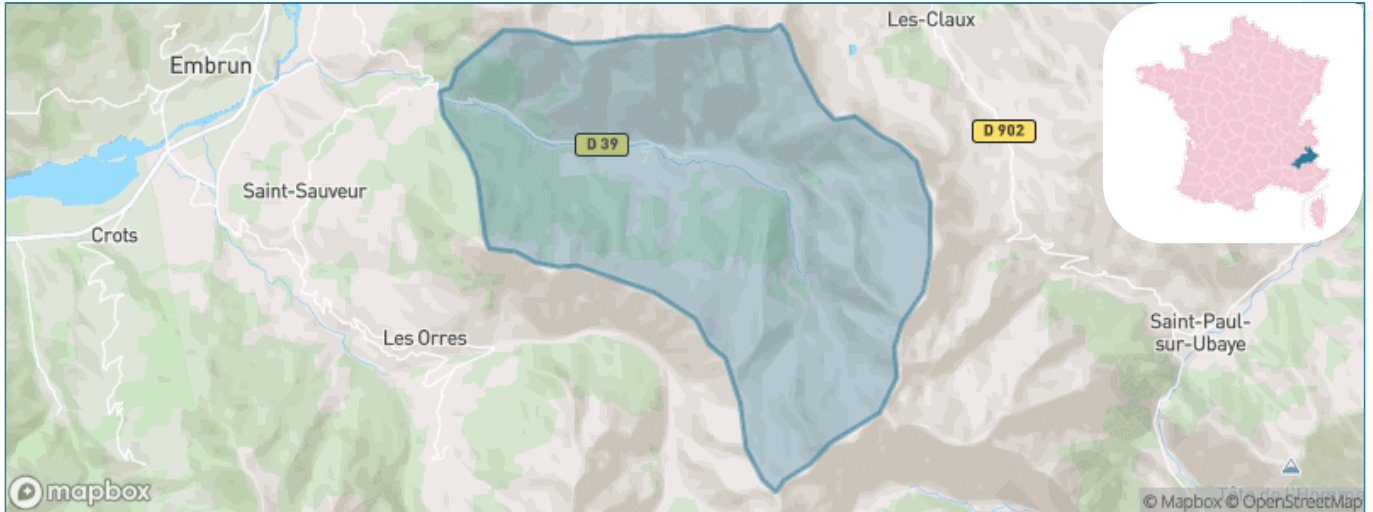 Les-Claux
Embrun
D 902
D 39
Saint-Sauveur
Crots
Saint-Paul-
sur-Ubaye
Les Orres
mapbox
© Mapbox © OpenStreetMap